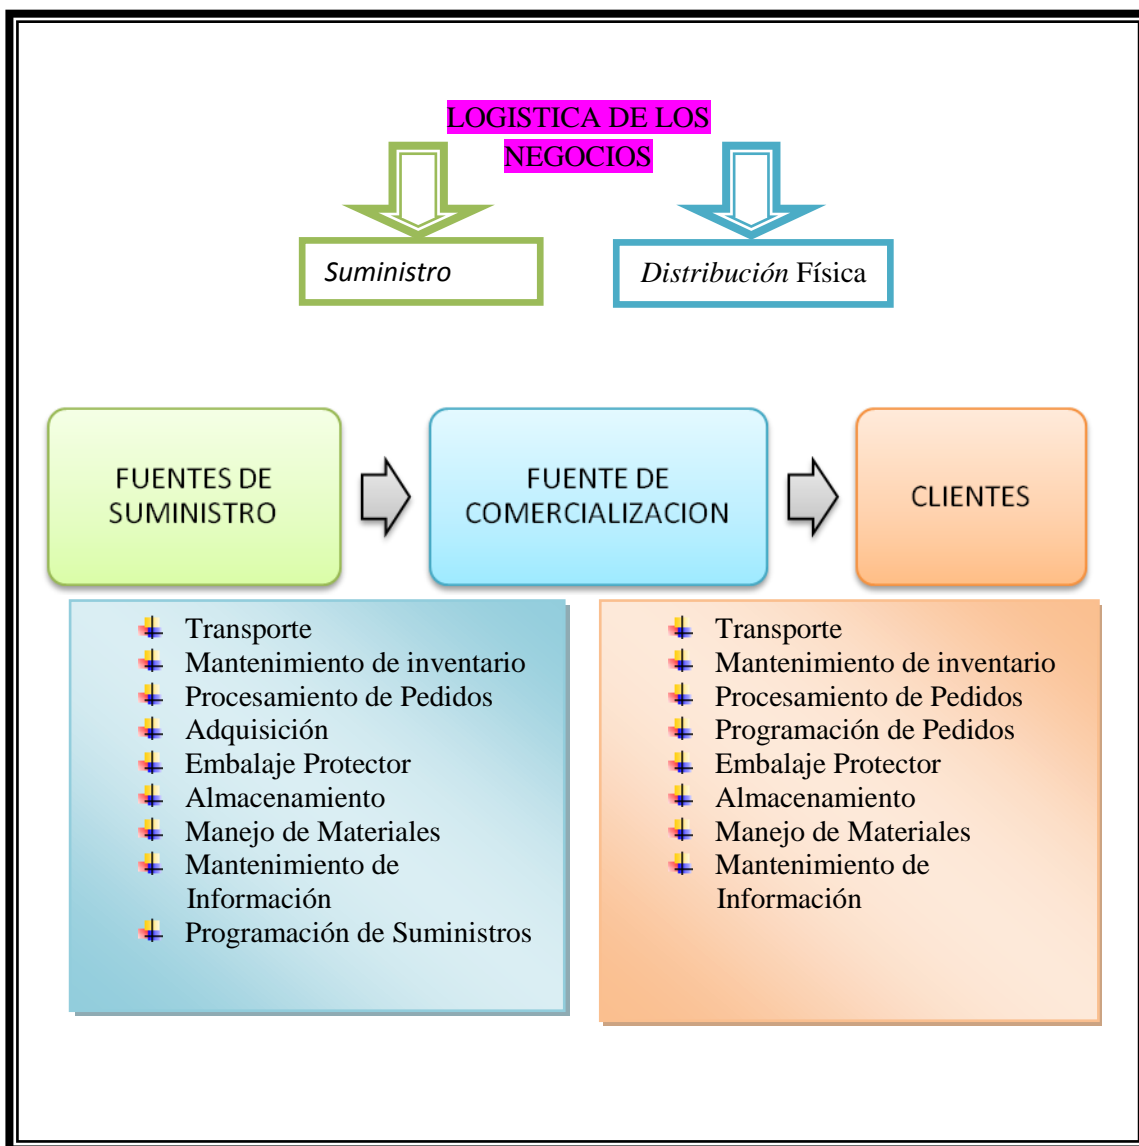 LOGISTICA DE LOS
NEGOCIOS
Suministro
Distribución Física
FUENTES DE
SUMINISTRO
FUENTE DE
COMERCIALIZACION
CLIENTES
Transporte
Mantenimiento de inventario
Procesamiento de Pedidos
Adquisición
Embalaje Protector
Almacenamiento
Manejo de Materiales
Mantenimiento de
Información
Programación de Suministros
Transporte
Mantenimiento de inventario
Procesamiento de Pedidos
Programación de Pedidos
Embalaje Protector
Almacenamiento
Manejo de Materiales
Mantenimiento de
Información